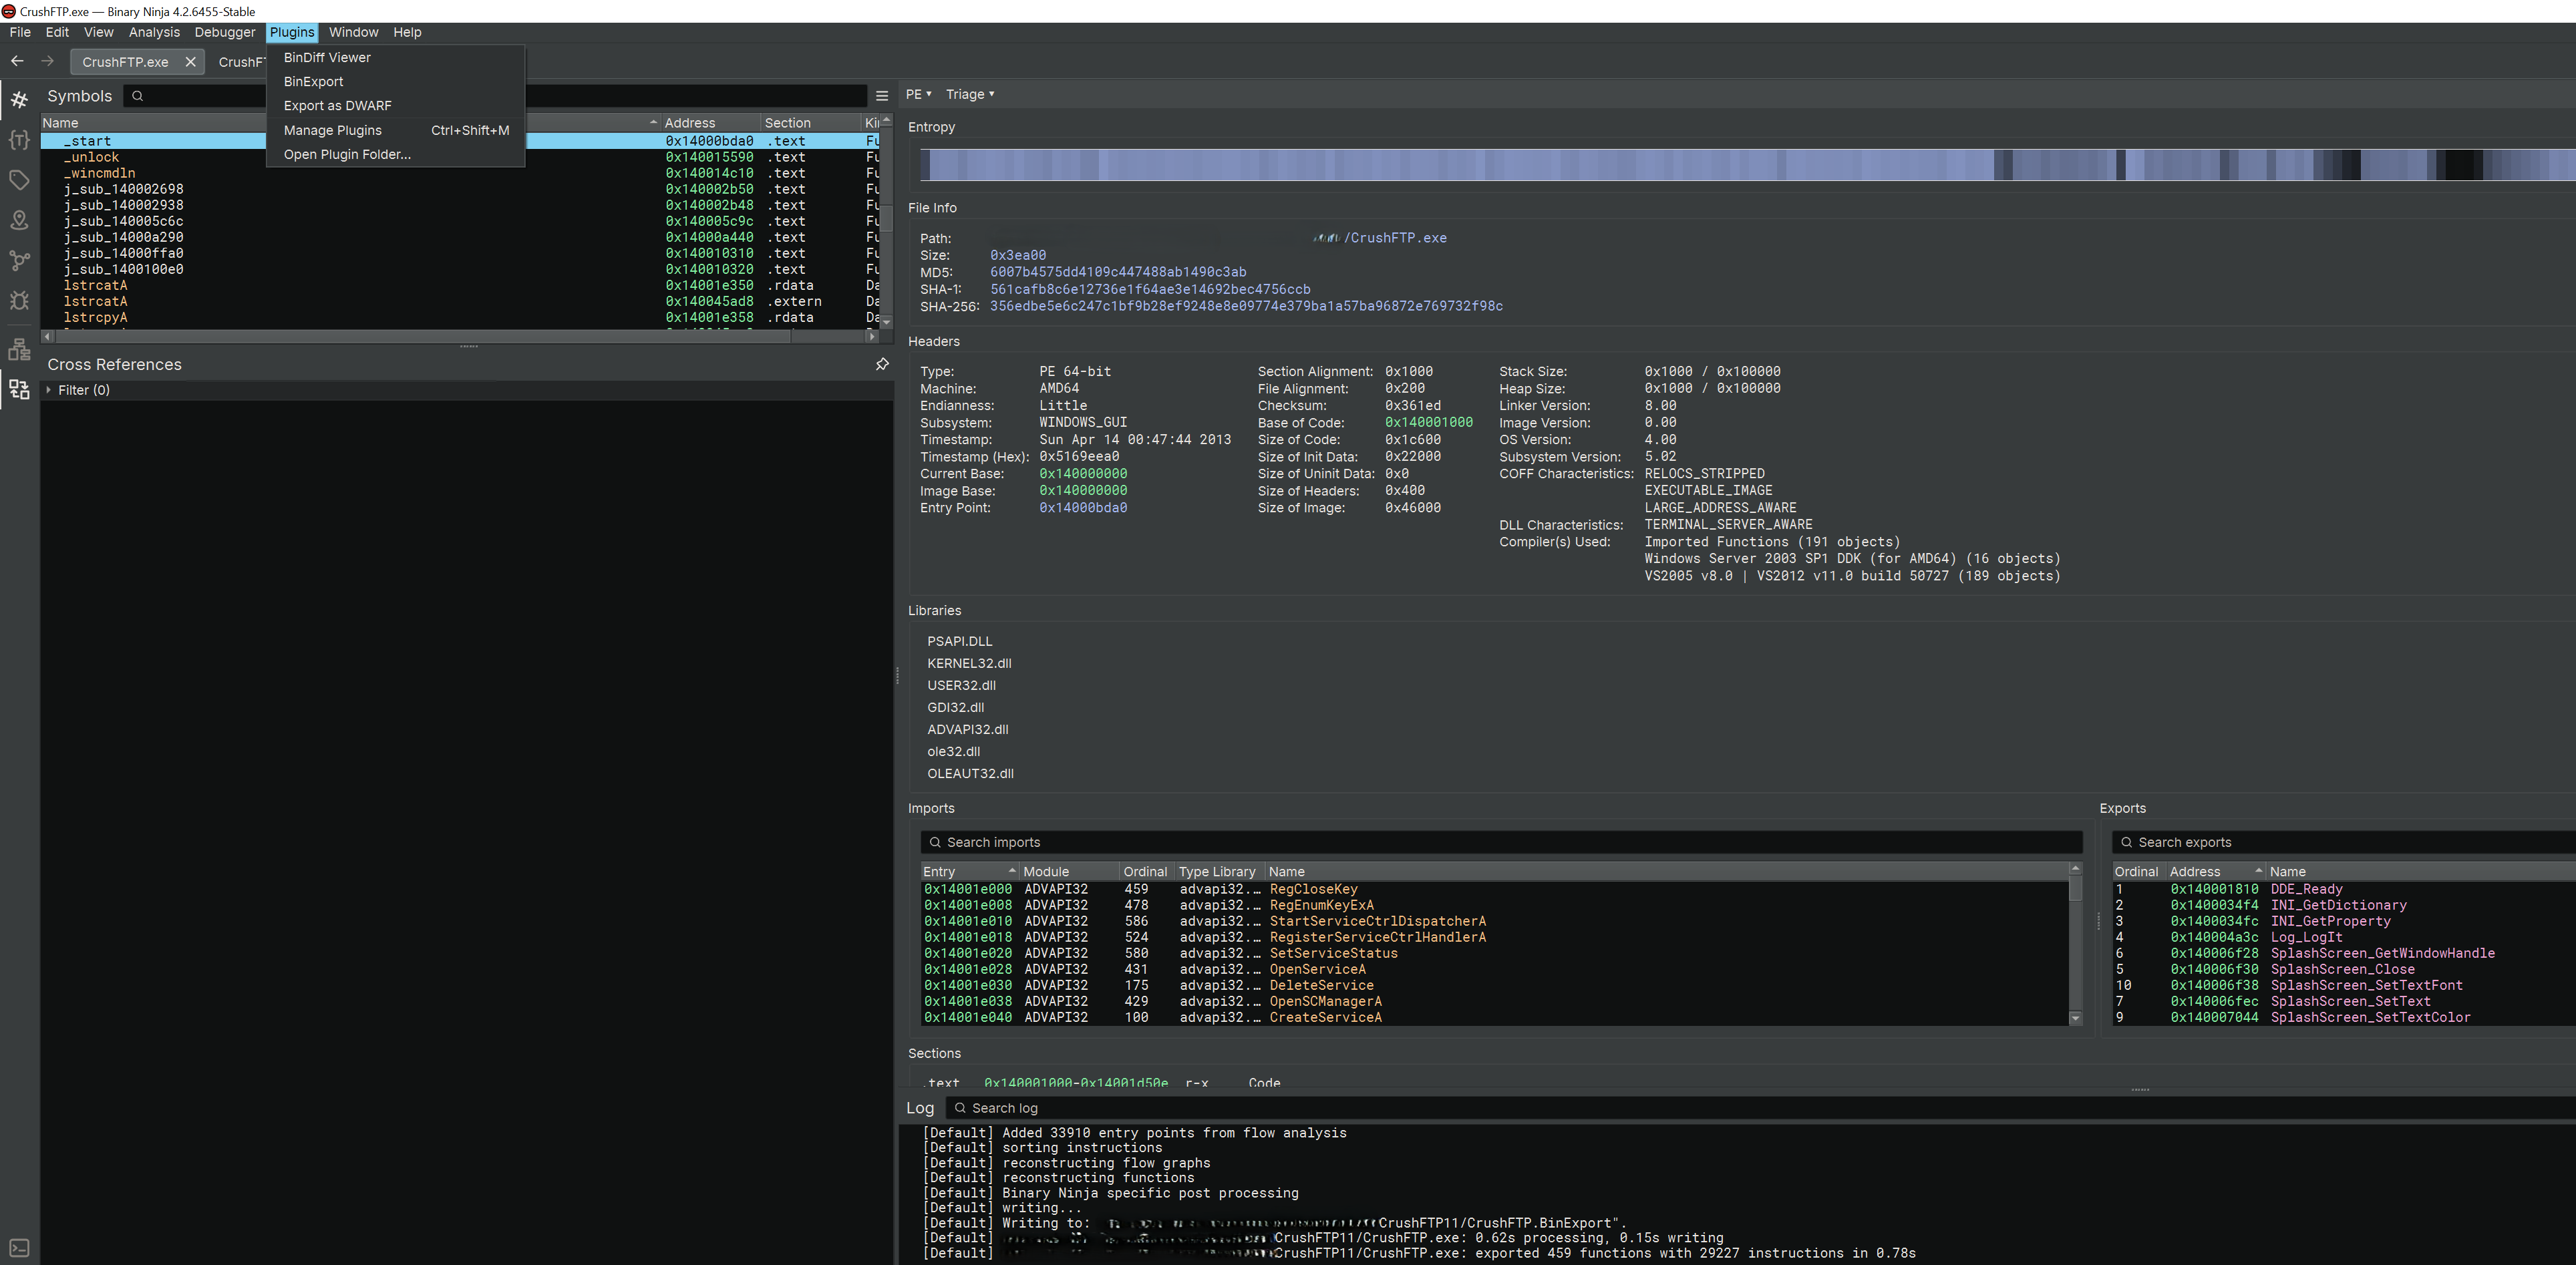 CrushFTP.exe — Binary Ninja 4.2.6455-Stable
File Edit View Analysis Debugger Plugins Window Help
CrushFTP.exe CrushFT
BinDiff Viewer
BinExport
Export as DWARF
Manage Plugins Ctrl+Shift+M
Open Plugin Folder...
Symbols
Name Address Section Ki
_start 0x14000bda0 .text Fu
_unlock 0x140015590 .text Fu
_wincmdln 0x140014c10 .text Fu
j_sub_140002698 0x140002b50 .text Fu
j_sub_140002938 0x140002b48 .text Fu
j_sub_140005c6c 0x140005c9c .text Fu
j_sub_14000a290 0x14000a440 .text Fu
j_sub_14000ffa0 0x140010310 .text Fu
j_sub_1400100e0 0x140010320 .text Fu
lstrcatA 0x14001e350 .rdata Da
lstrcatA 0x140045ad8 .extern Da
lstrcpyA 0x14001e358 .rdata Da
Cross References
Filter (0)
PE ▾ Triage ▾
Entropy
File Info
Path: /CrushFTP.exe
Size: 0x3ea00
MD5: 6007b4575dd4109c447488ab1490c3ab
SHA-1: 561cafb8c6e12736e1f64ae3e14692bec4756ccb
SHA-256: 356edbe5e6c247c1bf9b28ef9248e8e09774e379ba1a57ba96872e769732f98c
Headers
Type: PE 64-bit Section Alignment: 0x1000 Stack Size: 0x1000 / 0x100000
Machine: AMD64 File Alignment: 0x200 Heap Size: 0x1000 / 0x100000
Endianness: Little Checksum: 0x361ed Linker Version: 8.00
Subsystem: WINDOWS_GUI Base of Code: 0x140001000 Image Version: 0.00
Timestamp: Sun Apr 14 00:47:44 2013 Size of Code: 0x1c600 OS Version: 4.00
Timestamp (Hex): 0x5169eea0 Size of Init Data: 0x22000 Subsystem Version: 5.02
Current Base: 0x140000000 Size of Uninit Data: 0x0 COFF Characteristics: RELOCS_STRIPPED
Image Base: 0x140000000 Size of Headers: 0x400 EXECUTABLE_IMAGE
Entry Point: 0x14000bda0 Size of Image: 0x46000 LARGE_ADDRESS_AWARE
DLL Characteristics: TERMINAL_SERVER_AWARE
Compiler(s) Used: Imported Functions (191 objects)
Windows Server 2003 SP1 DDK (for AMD64) (16 objects)
VS2005 v8.0 | VS2012 v11.0 build 50727 (189 objects)
Libraries
PSAPI.DLL
KERNEL32.dll
USER32.dll
GDI32.dll
ADVAPI32.dll
ole32.dll
OLEAUT32.dll
Imports
Search imports
Entry Module Ordinal Type Library Name
0x14001e000 ADVAPI32 459 advapi32.… RegCloseKey
0x14001e008 ADVAPI32 478 advapi32.… RegEnumKeyExA
0x14001e010 ADVAPI32 586 advapi32.… StartServiceCtrlDispatcherA
0x14001e018 ADVAPI32 524 advapi32.… RegisterServiceCtrlHandlerA
0x14001e020 ADVAPI32 580 advapi32.… SetServiceStatus
0x14001e028 ADVAPI32 431 advapi32.… OpenServiceA
0x14001e030 ADVAPI32 175 advapi32.… DeleteService
0x14001e038 ADVAPI32 429 advapi32.… OpenSCManagerA
0x14001e040 ADVAPI32 100 advapi32.… CreateServiceA
Exports
Search exports
Ordinal Address Name
1 0x140001810 DDE_Ready
2 0x1400034f4 INI_GetDictionary
3 0x1400034fc INI_GetProperty
4 0x140004a3c Log_LogIt
6 0x140006f28 SplashScreen_GetWindowHandle
5 0x140006f30 SplashScreen_Close
10 0x140006f38 SplashScreen_SetTextFont
7 0x140006fec SplashScreen_SetText
9 0x140007044 SplashScreen_SetTextColor
Sections
.text 0x140001000-0x14001d50e r-x Code
Log Search log
[Default] Added 33910 entry points from flow analysis
[Default] sorting instructions
[Default] reconstructing flow graphs
[Default] reconstructing functions
[Default] Binary Ninja specific post processing
[Default] writing...
[Default] Writing to: CrushFTP11/CrushFTP.BinExport".
[Default] CrushFTP11/CrushFTP.exe: 0.62s processing, 0.15s writing
[Default] CrushFTP11/CrushFTP.exe: exported 459 functions with 29227 instructions in 0.78s